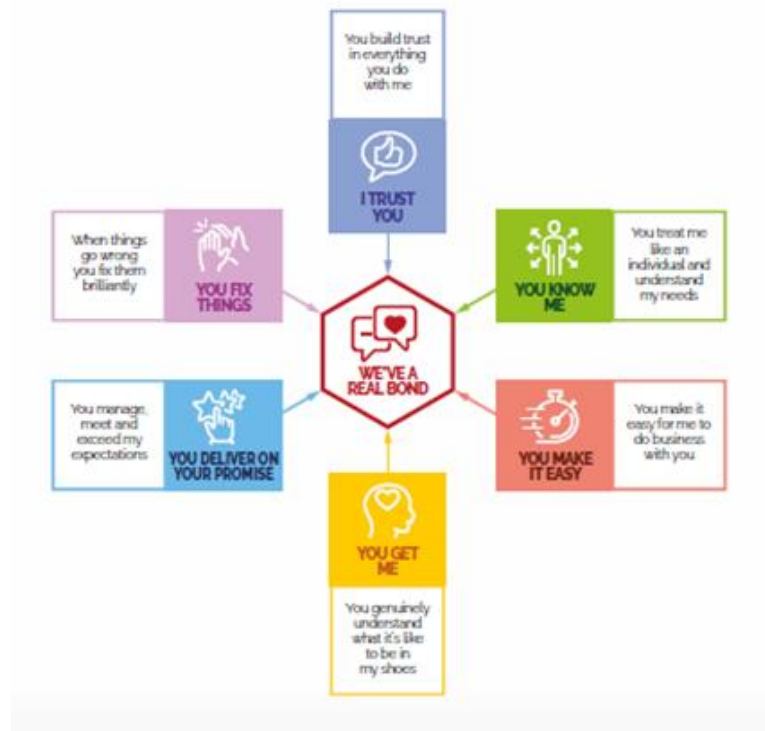 You build trust
in everything
you do
with me
I TRUST
YOU
When things
go wrong
you fix them
brilliantly
YOU FIX
THINGS
YOU KNOW
ME
You treat me
like an
individual and
understand
my needs
WE'VE A
REAL BOND
You manage,
meet and
exceed my
expectations
YOU DELIVER ON
YOUR PROMISE
YOU MAKE
IT EASY
You make it
easy for me to
do business
with you
YOU GET
ME
You genuinely
understand
what it's like
to be in
my shoes